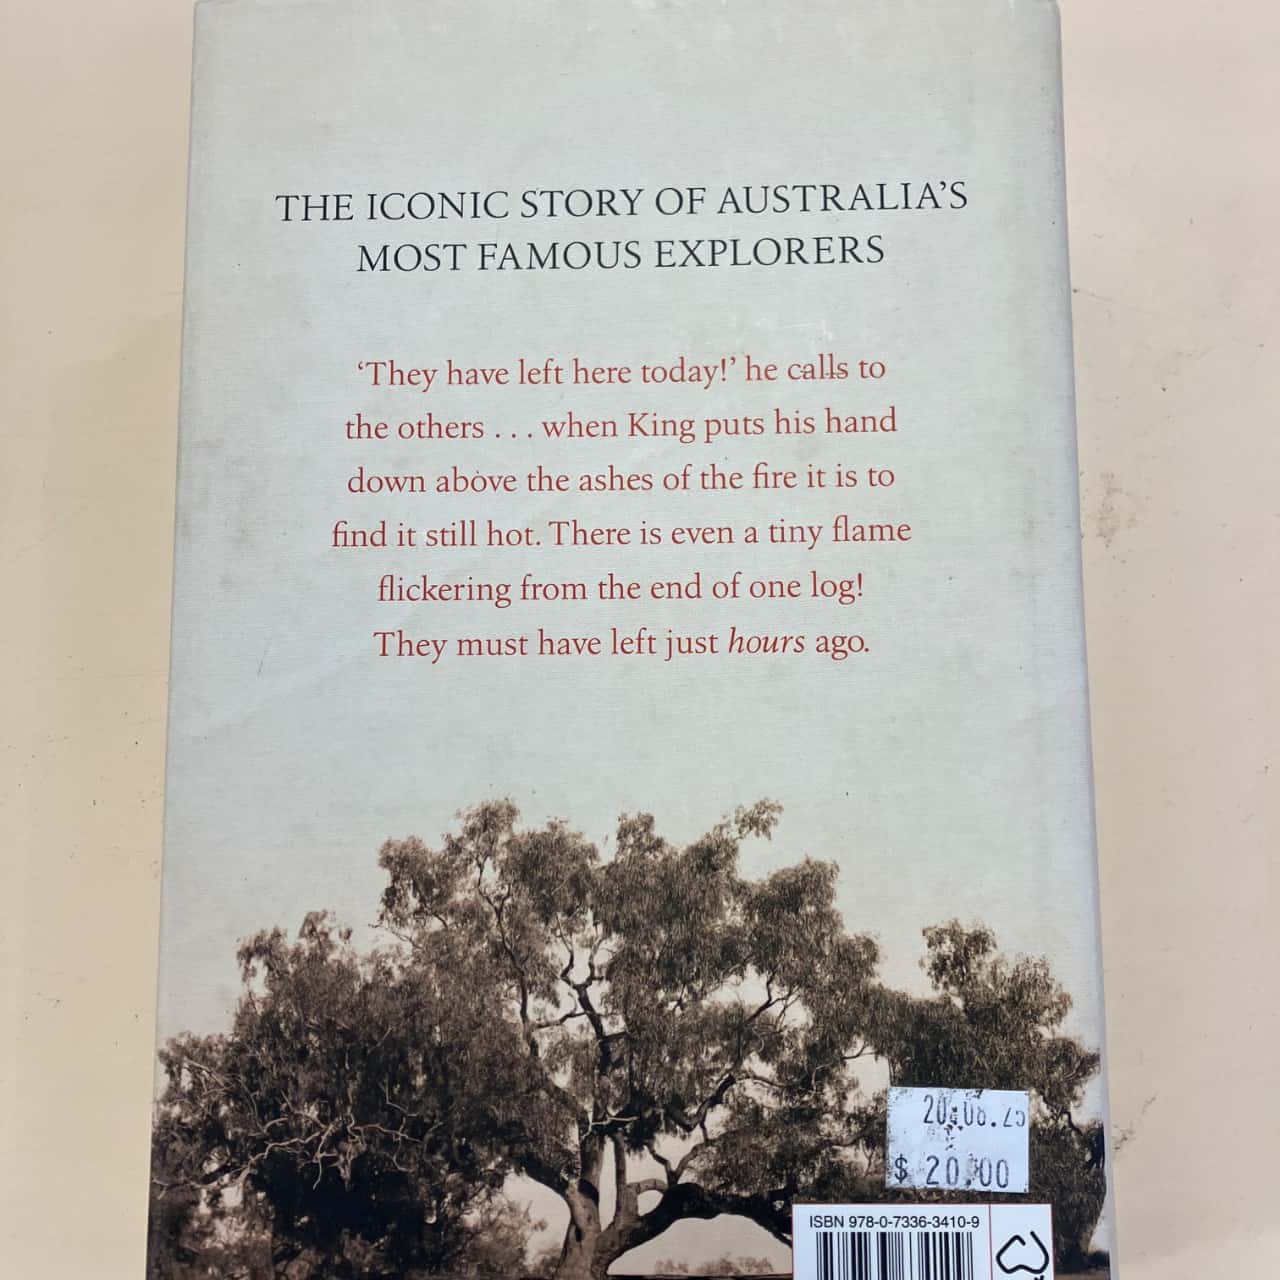 THE ICONIC STORY OF AUSTRALIA'S
MOST FAMOUS EXPLORERS
‘They have left here today!’ he calls to
the others . . . when King puts his hand
down above the ashes of the fire it is to
find it still hot. There is even a tiny flame
flickering from the end of one log!
They must have left just hours ago.
20.08.25
$ 20.00
ISBN 978-0-7336-3410-9